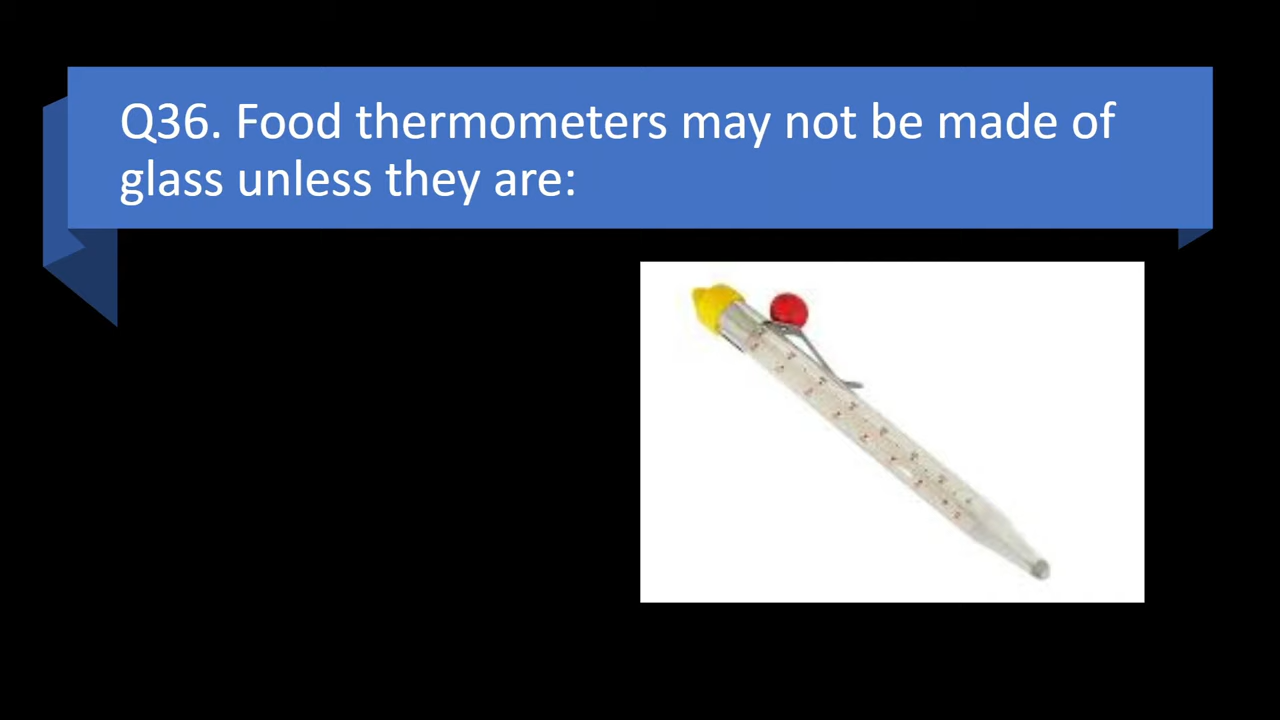 Q36. Food thermometers may not be made of
glass unless they are: